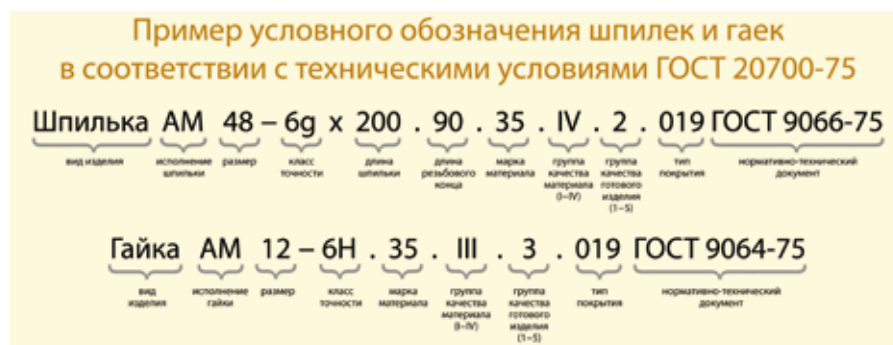 Пример условного обозначения шпилек и гаек
в соответствии с техническими условиями ГОСТ 20700-75
Шпилька АМ 48 – 6g х 200 . 90 . 35 . IV . 2 . 019 ГОСТ 9066-75
вид изделия исполнение шпильки размер класс точности длина шпильки длина резьбового конца марка материала группа качества материала (I–IV) группа качества готового изделия (1–5) тип покрытия нормативно-технический документ
Гайка АМ 12 – 6Н . 35 . III . 3 . 019 ГОСТ 9064-75
вид изделия исполнение гайки размер класс точности марка материала группа качества материала (I–IV) группа качества готового изделия (1–5) тип покрытия нормативно-технический документ